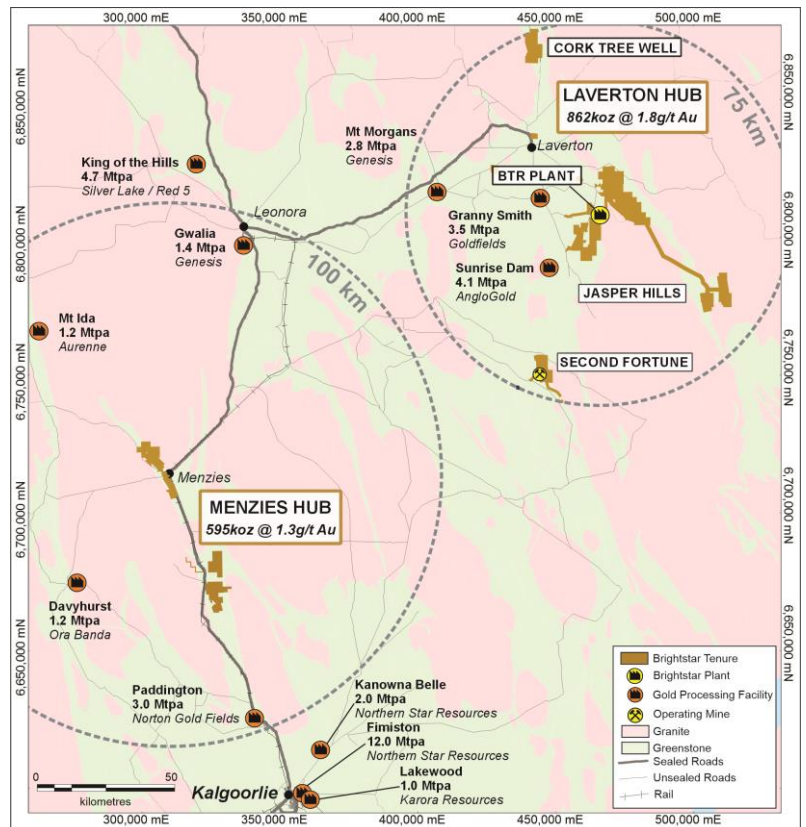 300,000 mE
350,000 mE
400,000 mE
450,000 mE
500,000 mE
6,850,000 mN
6,850,000 mN
CORK TREE WELL
LAVERTON HUB
862koz @ 1.8g/t Au
75 km
Mt Morgans
2.8 Mtpa
Genesis
Laverton
King of the Hills
4.7 Mtpa
Silver Lake / Red 5
BTR PLANT
Leonora
Granny Smith
3.5 Mtpa
Goldfields
6,800,000 mN
6,800,000 mN
Gwalia
1.4 Mtpa
Genesis
100 km
Sunrise Dam
4.1 Mtpa
AngloGold
JASPER HILLS
Mt Ida
1.2 Mtpa
Aurenne
SECOND FORTUNE
6,750,000 mN
6,750,000 mN
Menzies
MENZIES HUB
595koz @ 1.3g/t Au
6,700,000 mN
6,700,000 mN
Davyhurst
1.2 Mtpa
Ora Banda
6,650,000 mN
6,650,000 mN
Paddington
3.0 Mtpa
Norton Gold Fields
Kanowna Belle
2.0 Mtpa
Northern Star Resources
Fimiston
12.0 Mtpa
Northern Star Resources
Kalgoorlie
Lakewood
1.0 Mtpa
Karora Resources
0
50
kilometres
Brightstar Tenure
Brightstar Plant
Gold Processing Facility
Operating Mine
Granite
Greenstone
Sealed Roads
Unsealed Roads
Rail
300,000 mE
350,000 mE
400,000 mE
450,000 mE
500,000 mE